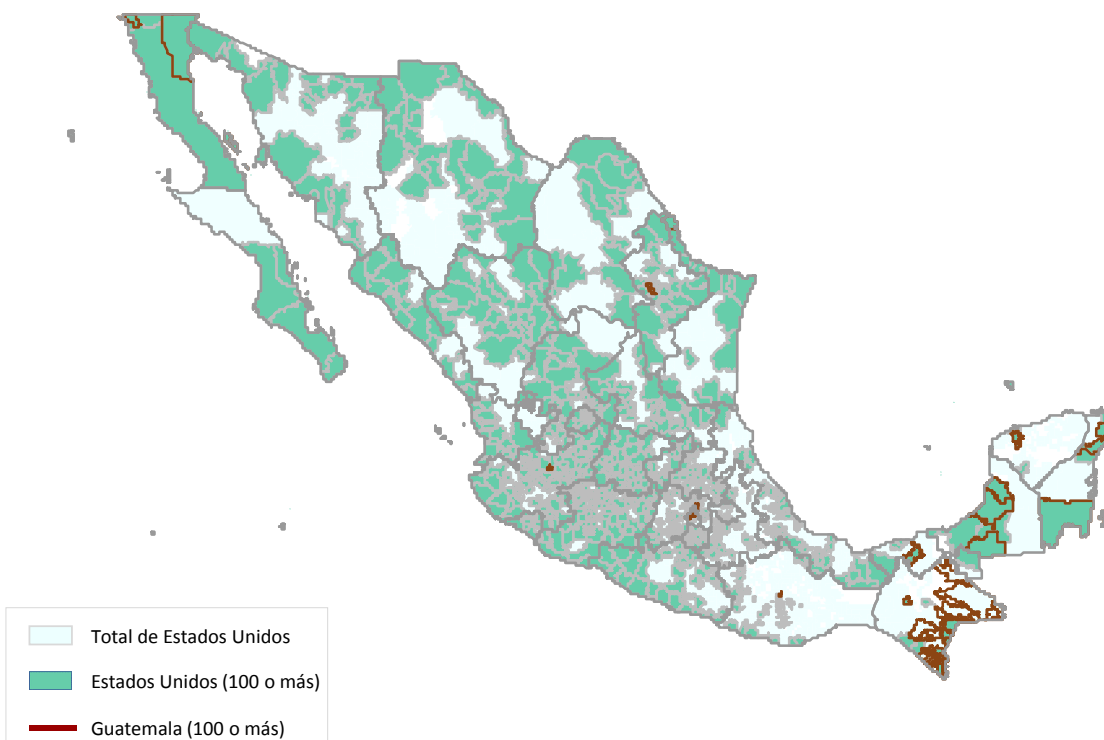 Total de Estados Unidos
Estados Unidos (100 o más)
Guatemala (100 o más)